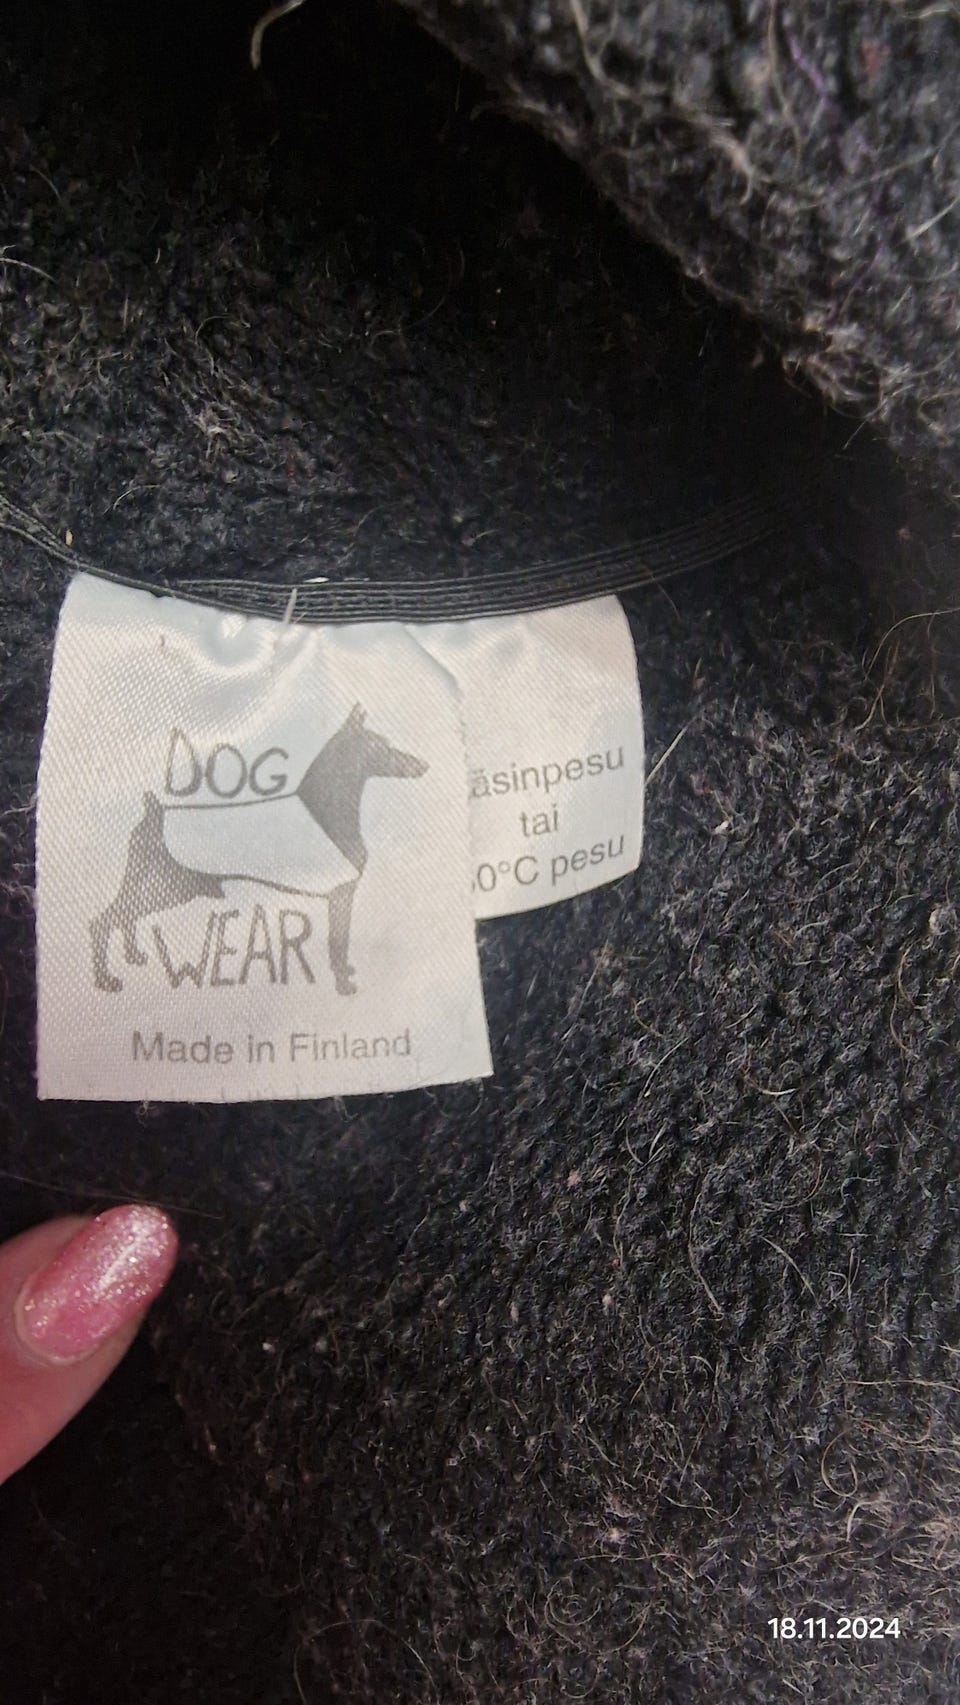 DOG
WEAR
Made in Finland
äsinpesu
tai
0°C pesu
18.11.2024